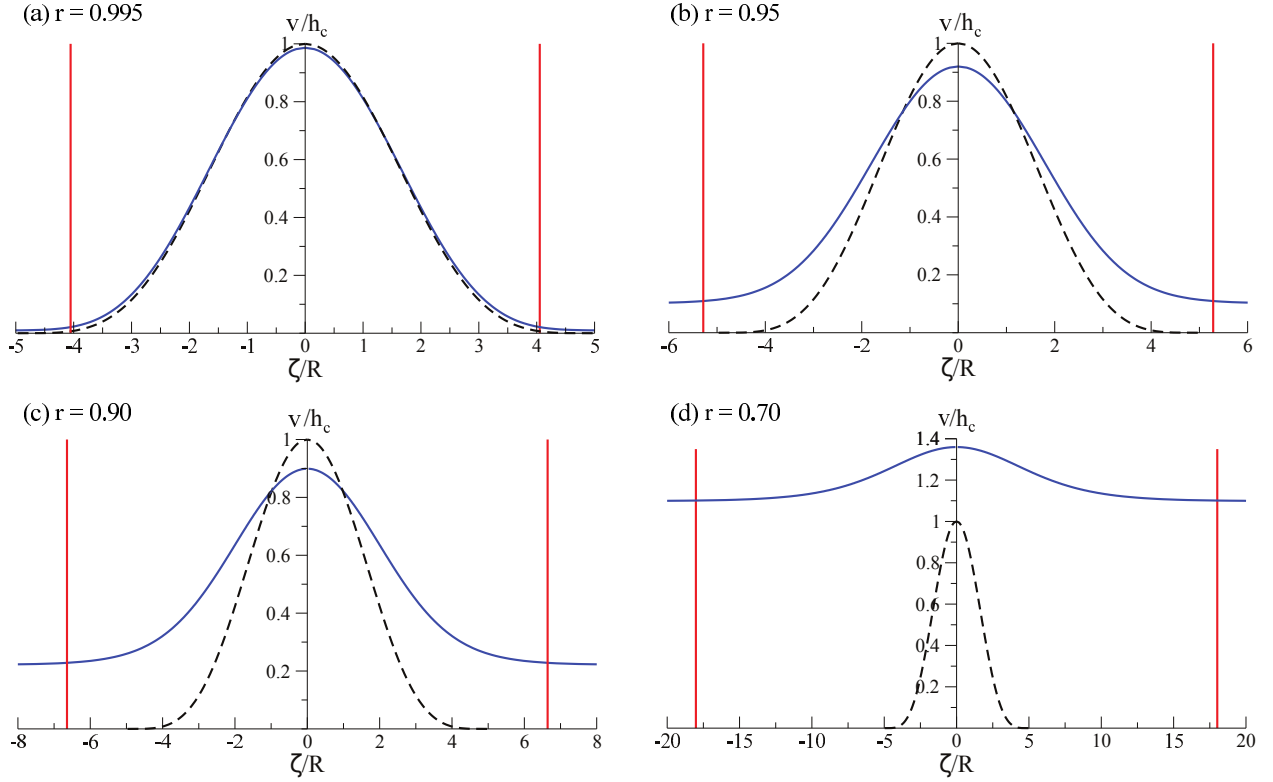 (a) r = 0.995
v/h_c
1
0.8
0.6
0.4
0.2
-5 -4 -3 -2 -1 0 1 2 3 4 5
ζ/R
(b) r = 0.95
v/h_c
1
0.8
0.6
0.4
0.2
-6 -4 -2 0 2 4 6
ζ/R
(c) r = 0.90
v/h_c
1
0.8
0.6
0.4
0.2
-8 -6 -4 -2 0 2 4 6 8
ζ/R
(d) r = 0.70
v/h_c
1.4
1.2
1
0.8
0.6
0.4
0.2
-20 -15 -10 -5 0 5 10 15 20
ζ/R